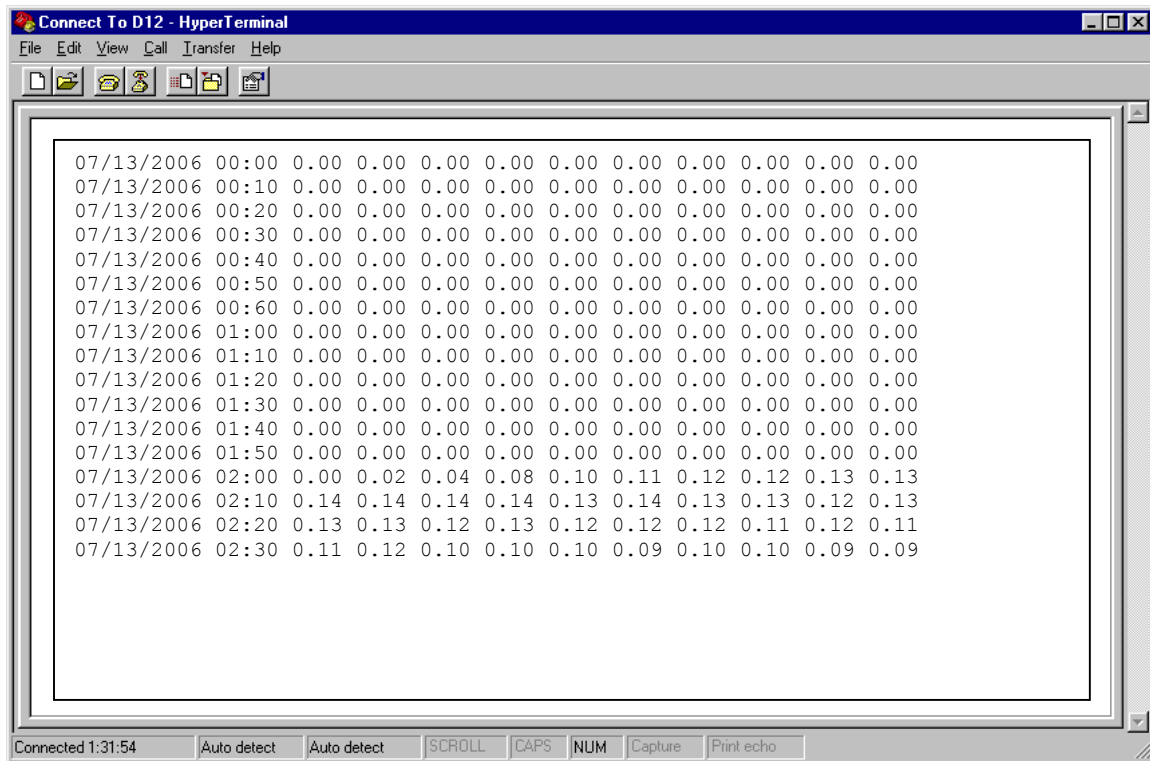 Connect To D12 - HyperTerminal
File Edit View Call Transfer Help
07/13/2006 00:00 0.00 0.00 0.00 0.00 0.00 0.00 0.00 0.00 0.00 0.00
07/13/2006 00:10 0.00 0.00 0.00 0.00 0.00 0.00 0.00 0.00 0.00 0.00
07/13/2006 00:20 0.00 0.00 0.00 0.00 0.00 0.00 0.00 0.00 0.00 0.00
07/13/2006 00:30 0.00 0.00 0.00 0.00 0.00 0.00 0.00 0.00 0.00 0.00
07/13/2006 00:40 0.00 0.00 0.00 0.00 0.00 0.00 0.00 0.00 0.00 0.00
07/13/2006 00:50 0.00 0.00 0.00 0.00 0.00 0.00 0.00 0.00 0.00 0.00
07/13/2006 00:60 0.00 0.00 0.00 0.00 0.00 0.00 0.00 0.00 0.00 0.00
07/13/2006 01:00 0.00 0.00 0.00 0.00 0.00 0.00 0.00 0.00 0.00 0.00
07/13/2006 01:10 0.00 0.00 0.00 0.00 0.00 0.00 0.00 0.00 0.00 0.00
07/13/2006 01:20 0.00 0.00 0.00 0.00 0.00 0.00 0.00 0.00 0.00 0.00
07/13/2006 01:30 0.00 0.00 0.00 0.00 0.00 0.00 0.00 0.00 0.00 0.00
07/13/2006 01:40 0.00 0.00 0.00 0.00 0.00 0.00 0.00 0.00 0.00 0.00
07/13/2006 01:50 0.00 0.00 0.00 0.00 0.00 0.00 0.00 0.00 0.00 0.00
07/13/2006 02:00 0.00 0.02 0.04 0.08 0.10 0.11 0.12 0.12 0.13 0.13
07/13/2006 02:10 0.14 0.14 0.14 0.14 0.13 0.14 0.13 0.13 0.12 0.13
07/13/2006 02:20 0.13 0.13 0.12 0.13 0.12 0.12 0.12 0.11 0.12 0.11
07/13/2006 02:30 0.11 0.12 0.10 0.10 0.10 0.09 0.10 0.10 0.09 0.09
Connected 1:31:54 Auto detect Auto detect SCROLL CAPS NUM Capture Print echo